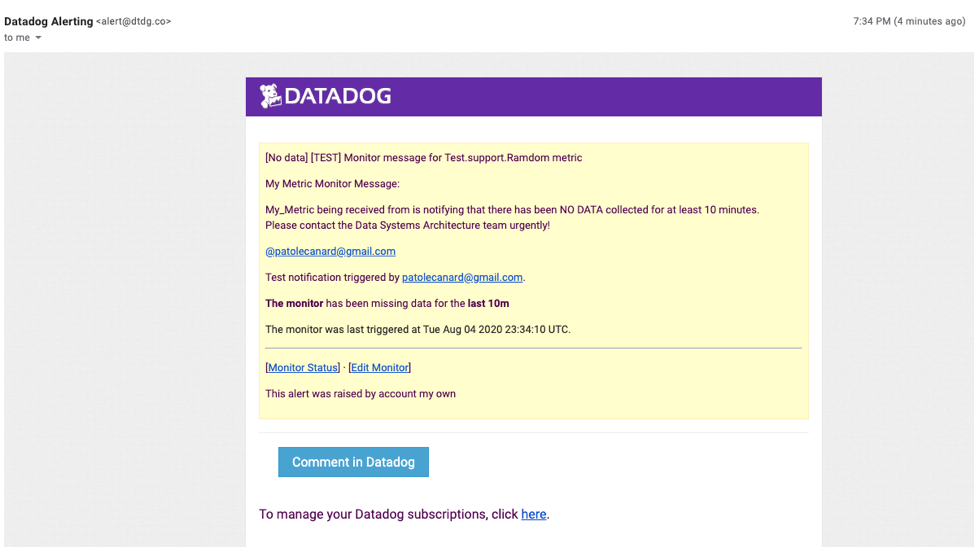 Datadog Alerting <alert@dtdg.co>
7:34 PM (4 minutes ago)
to me
DATADOG
[No data] [TEST] Monitor message for Test.support.Ramdom metric
My Metric Monitor Message:
My_Metric being received from is notifying that there has been NO DATA collected for at least 10 minutes.
Please contact the Data Systems Architecture team urgently!
@patolecanard@gmail.com
Test notification triggered by patolecanard@gmail.com.
The monitor has been missing data for the last 10m
The monitor was last triggered at Tue Aug 04 2020 23:34:10 UTC.
[Monitor Status] · [Edit Monitor]
This alert was raised by account my own
Comment in Datadog
To manage your Datadog subscriptions, click here.